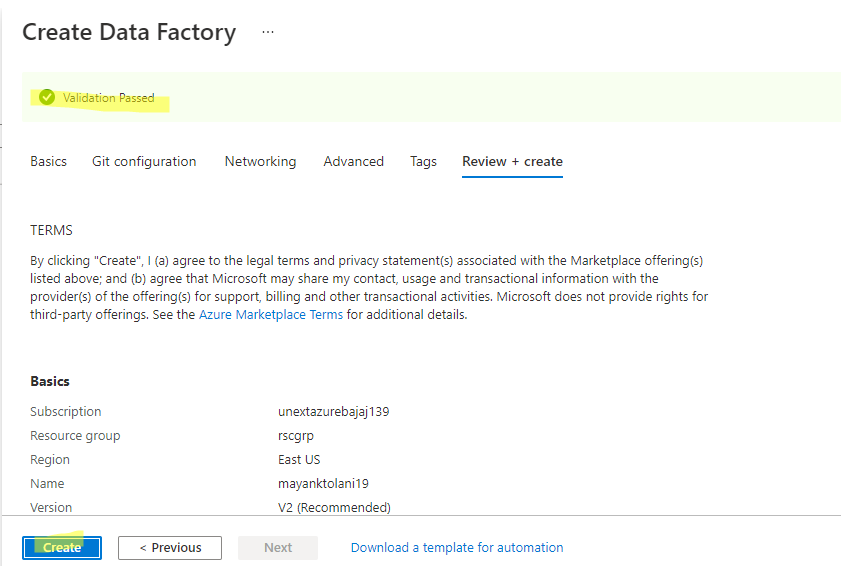 Create Data Factory ...
Validation Passed
Basics Git configuration Networking Advanced Tags Review + create
TERMS
By clicking "Create", I (a) agree to the legal terms and privacy statement(s) associated with the Marketplace offering(s)
listed above; and (b) agree that Microsoft may share my contact, usage and transactional information with the
provider(s) of the offering(s) for support, billing and other transactional activities. Microsoft does not provide rights for
third-party offerings. See the Azure Marketplace Terms for additional details.
Basics
Subscription unextazurebajaj139
Resource group rscgrp
Region East US
Name mayanktolani19
Version V2 (Recommended)
Create < Previous Next Download a template for automation